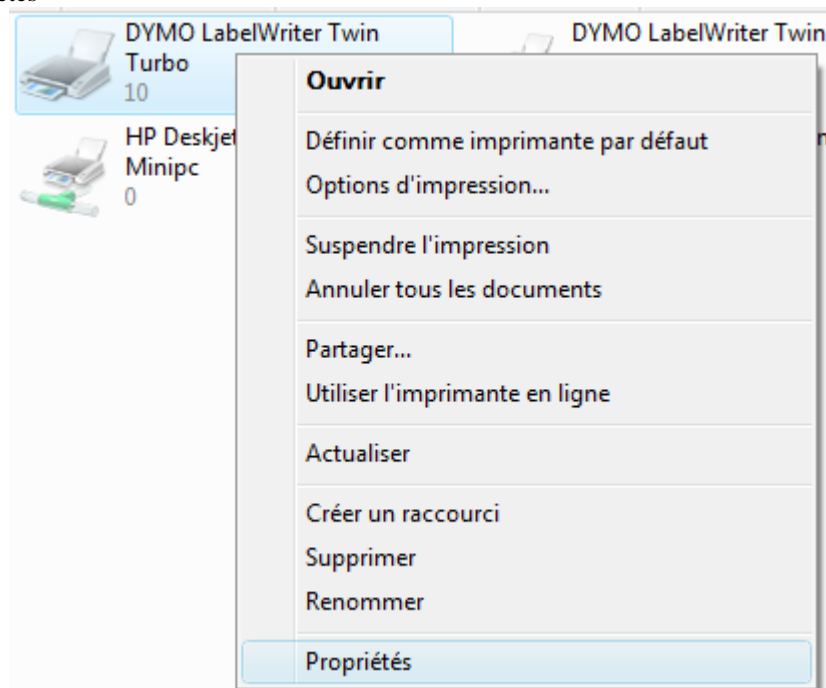 DYMO LabelWriter Twin
Turbo
10
DYMO LabelWriter Twin
HP Deskjet
Minipc
0
Ouvrir
Définir comme imprimante par défaut
Options d'impression...
Suspendre l'impression
Annuler tous les documents
Partager...
Utiliser l'imprimante en ligne
Actualiser
Créer un raccourci
Supprimer
Renommer
Propriétés